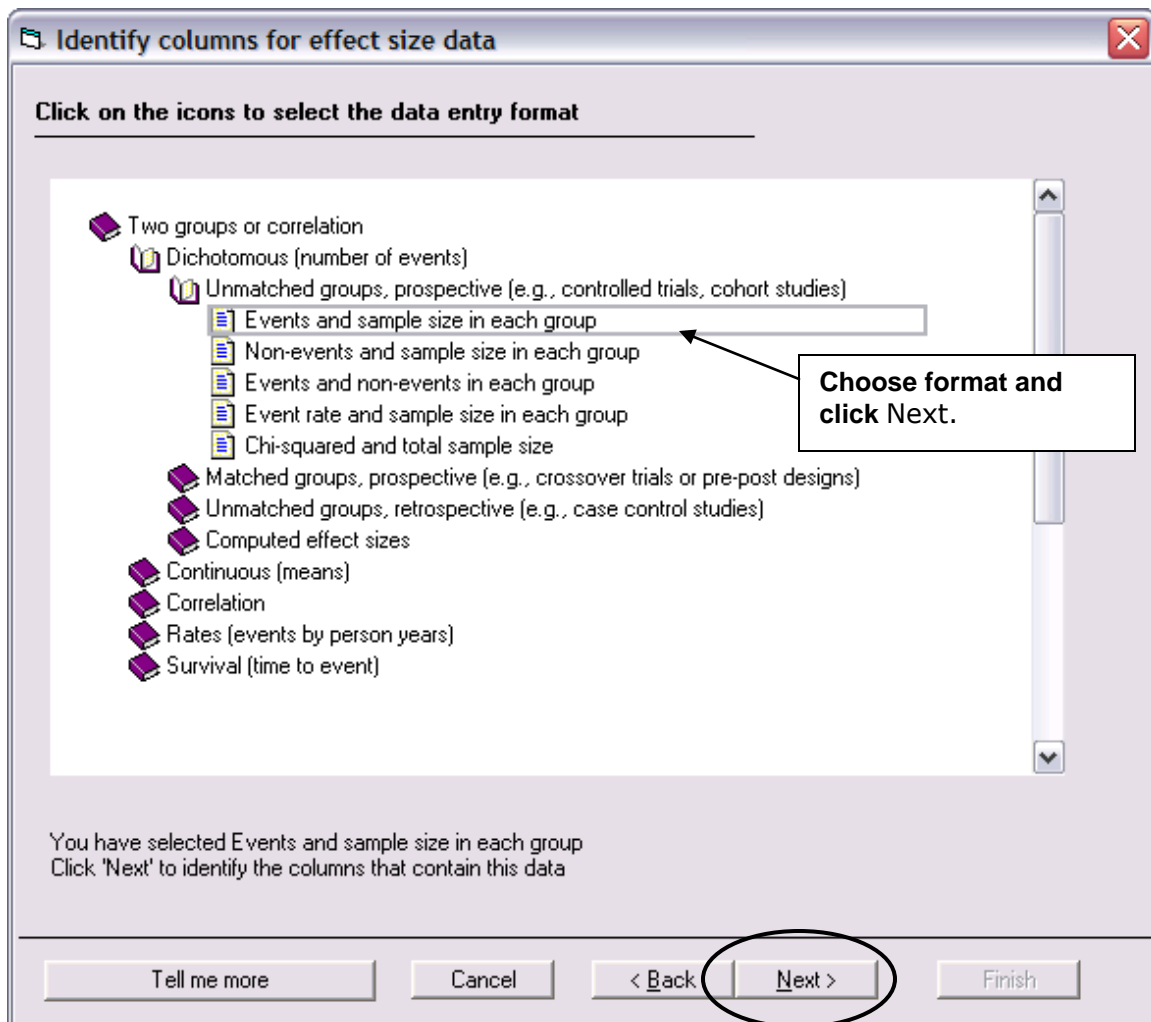 Identify columns for effect size data
Click on the icons to select the data entry format
Two groups or correlation
Dichotomous (number of events)
Unmatched groups, prospective (e.g., controlled trials, cohort studies)
Events and sample size in each group
Non-events and sample size in each group
Events and non-events in each group
Event rate and sample size in each group
Chi-squared and total sample size
Matched groups, prospective (e.g., crossover trials or pre-post designs)
Unmatched groups, retrospective (e.g., case control studies)
Computed effect sizes
Continuous (means)
Correlation
Rates (events by person years)
Survival (time to event)
Choose format and
click Next.
You have selected Events and sample size in each group
Click 'Next' to identify the columns that contain this data
Tell me more
Cancel
< Back
Next >
Finish